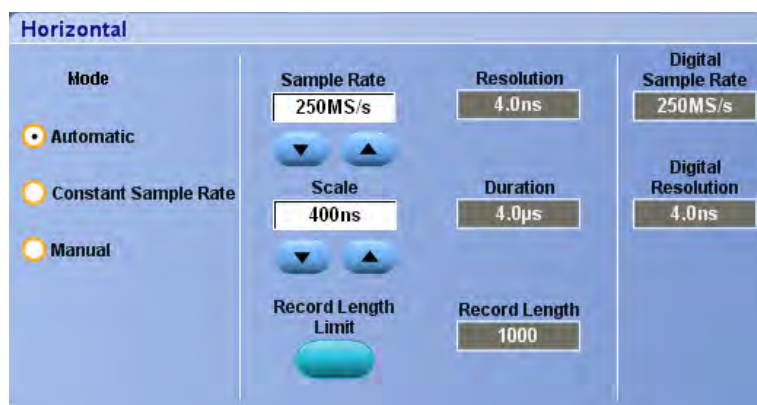 Horizontal
Mode
Automatic
Constant Sample Rate
Manual
Sample Rate
250MS/s
Scale
400ns
Record Length
Limit
Resolution
4.0ns
Duration
4.0µs
Record Length
1000
Digital
Sample Rate
250MS/s
Digital
Resolution
4.0ns